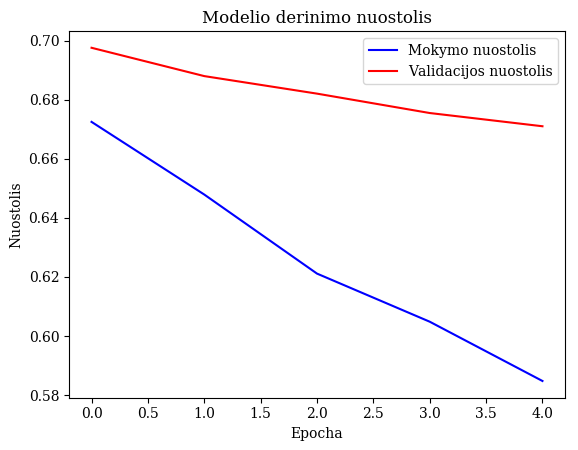 Modelio derinimo nuostolis
Mokymo nuostolis
Validacijos nuostolis
Nuostolis
0.70
0.68
0.66
0.64
0.62
0.60
0.58
0.0 0.5 1.0 1.5 2.0 2.5 3.0 3.5 4.0
Epocha